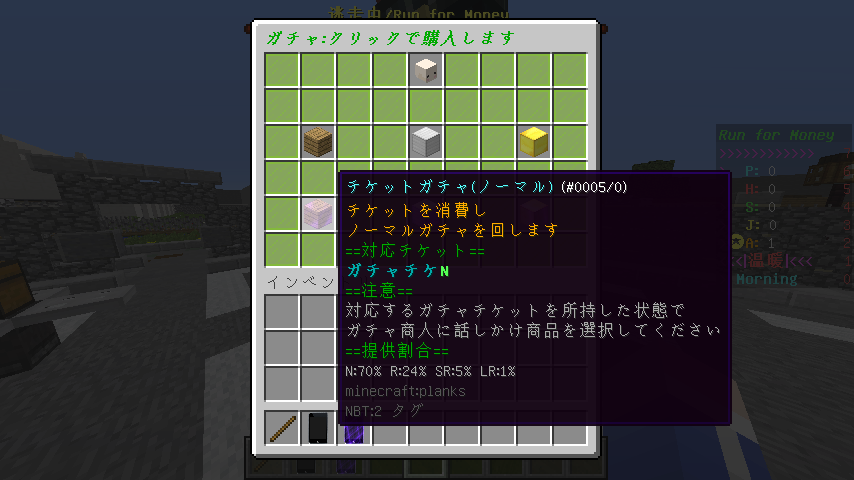 逃走中/Run for Money
ガチャ:クリックで購入します
チケットガチャ(ノーマル) (#0005/0)
チケットを消費し
ノーマルガチャを回します
==対応チケット==
ガチャチケN
==注意==
対応するガチャチケットを所持した状態で
ガチャ商人に話しかけ商品を選択してください
==提供割合==
N:70% R:24% SR:5% LR:1%
minecraft:planks
NBT:2 タグ
インベン
Run for Money
>>>>>>>>>>>>
P: 0
H: 0
S: 0
J: 0
A: 1
<<[温暖]<<<
Morning